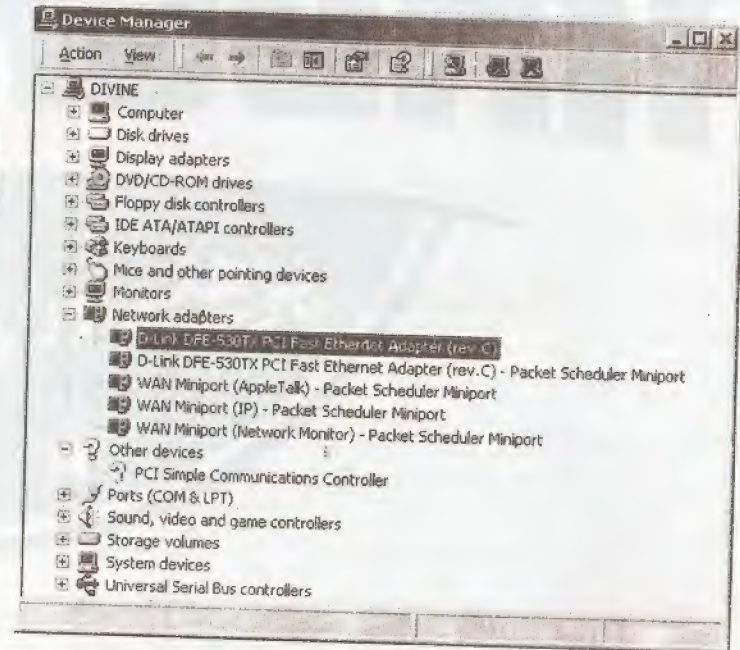 Device Manager
Action View
DIVINE
Computer
Disk drives
Display adapters
DVD/CD-ROM drives
Floppy disk controllers
IDE ATA/ATAPI controllers
Keyboards
Mice and other pointing devices
Monitors
Network adapters
D-Link DFE-530TX PCI Fast Ethernet Adapter (rev.C)
D-Link DFE-530TX PCI Fast Ethernet Adapter (rev.C) - Packet Scheduler Miniport
WAN Miniport (AppleTalk) - Packet Scheduler Miniport
WAN Miniport (IP) - Packet Scheduler Miniport
WAN Miniport (Network Monitor) - Packet Scheduler Miniport
Other devices
PCI Simple Communications Controller
Ports (COM & LPT)
Sound, video and game controllers
Storage volumes
System devices
Universal Serial Bus controllers